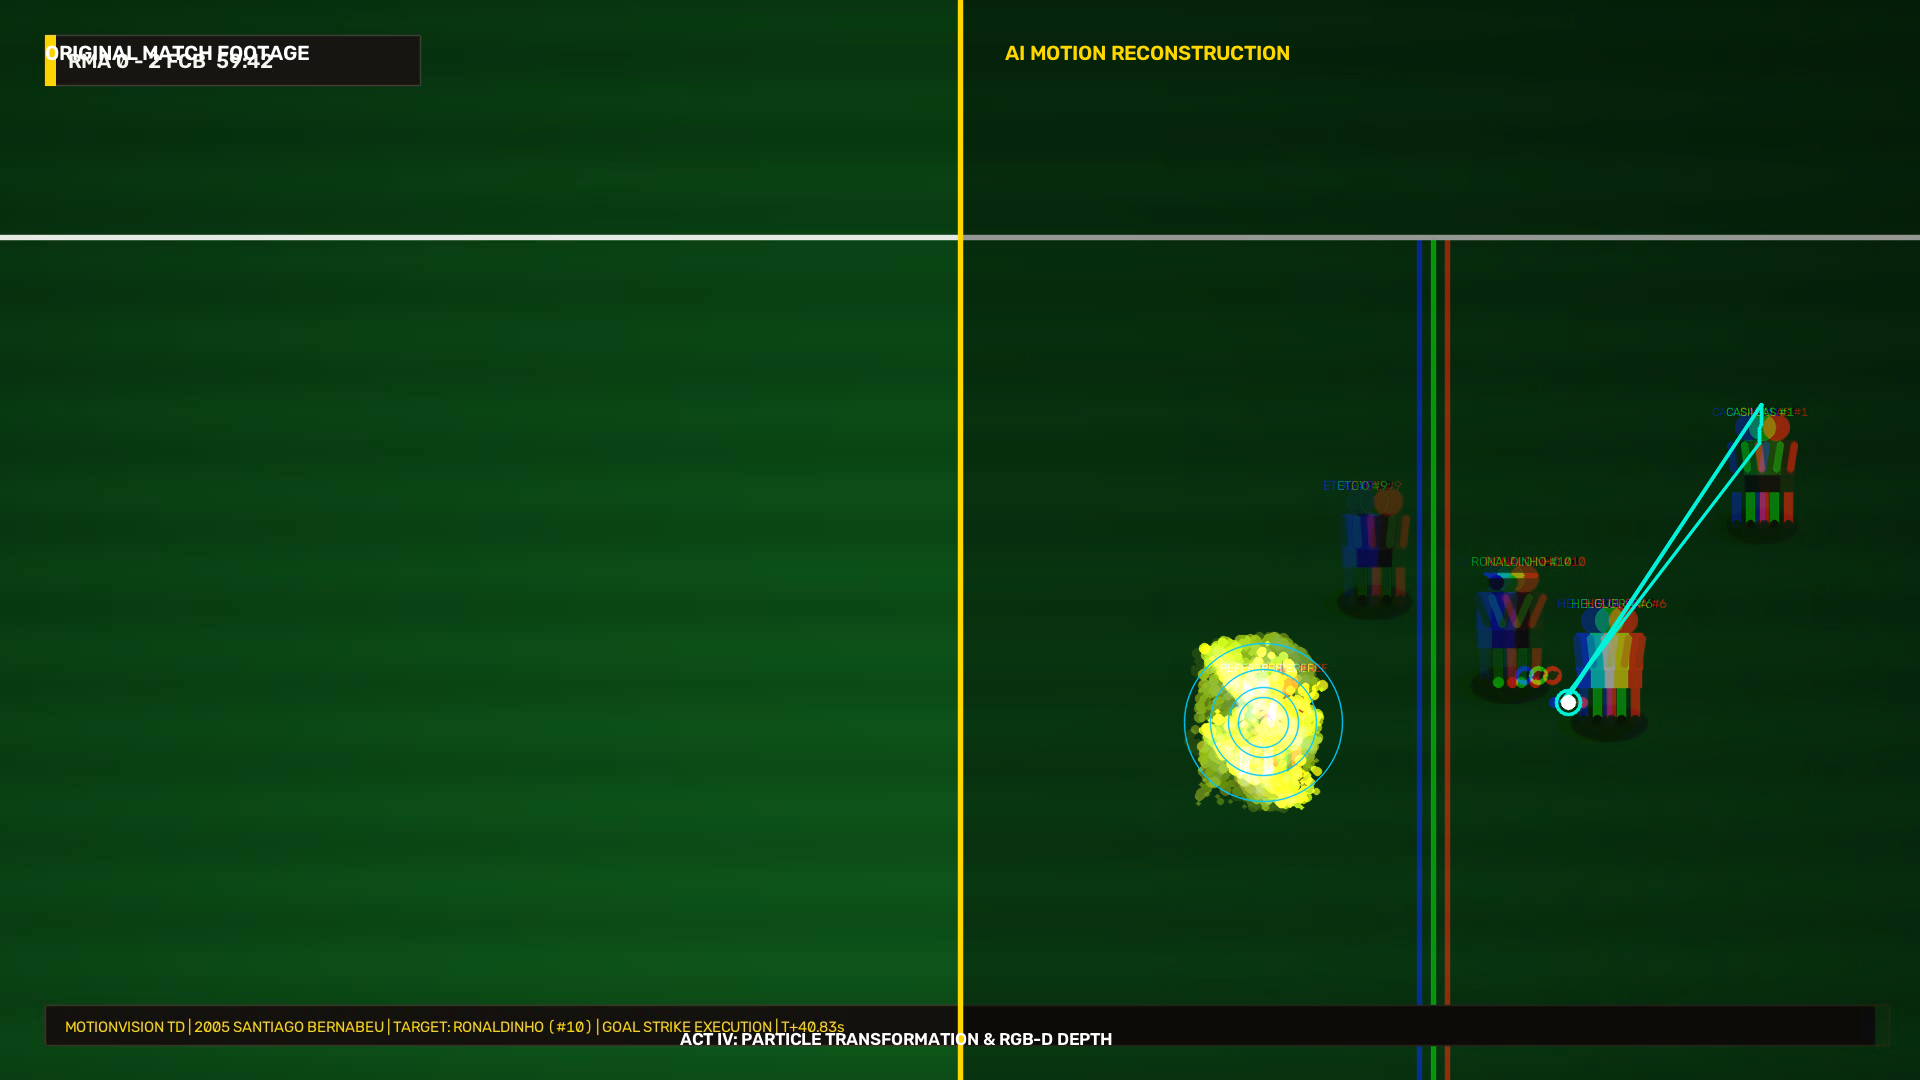 ORIGINAL MATCH FOOTAGE
RMA 0 - 2 FCB 59:42
AI MOTION RECONSTRUCTION
CASILLAS #1
ETO'O #9
RONALDINHO #10
HELGUERA #6
MOTIONVISION TD | 2005 SANTIAGO BERNABEU | TARGET: RONALDINHO (#10) | GOAL STRIKE EXECUTION | T+40.83s
ACT IV: PARTICLE TRANSFORMATION & RGB-D DEPTH